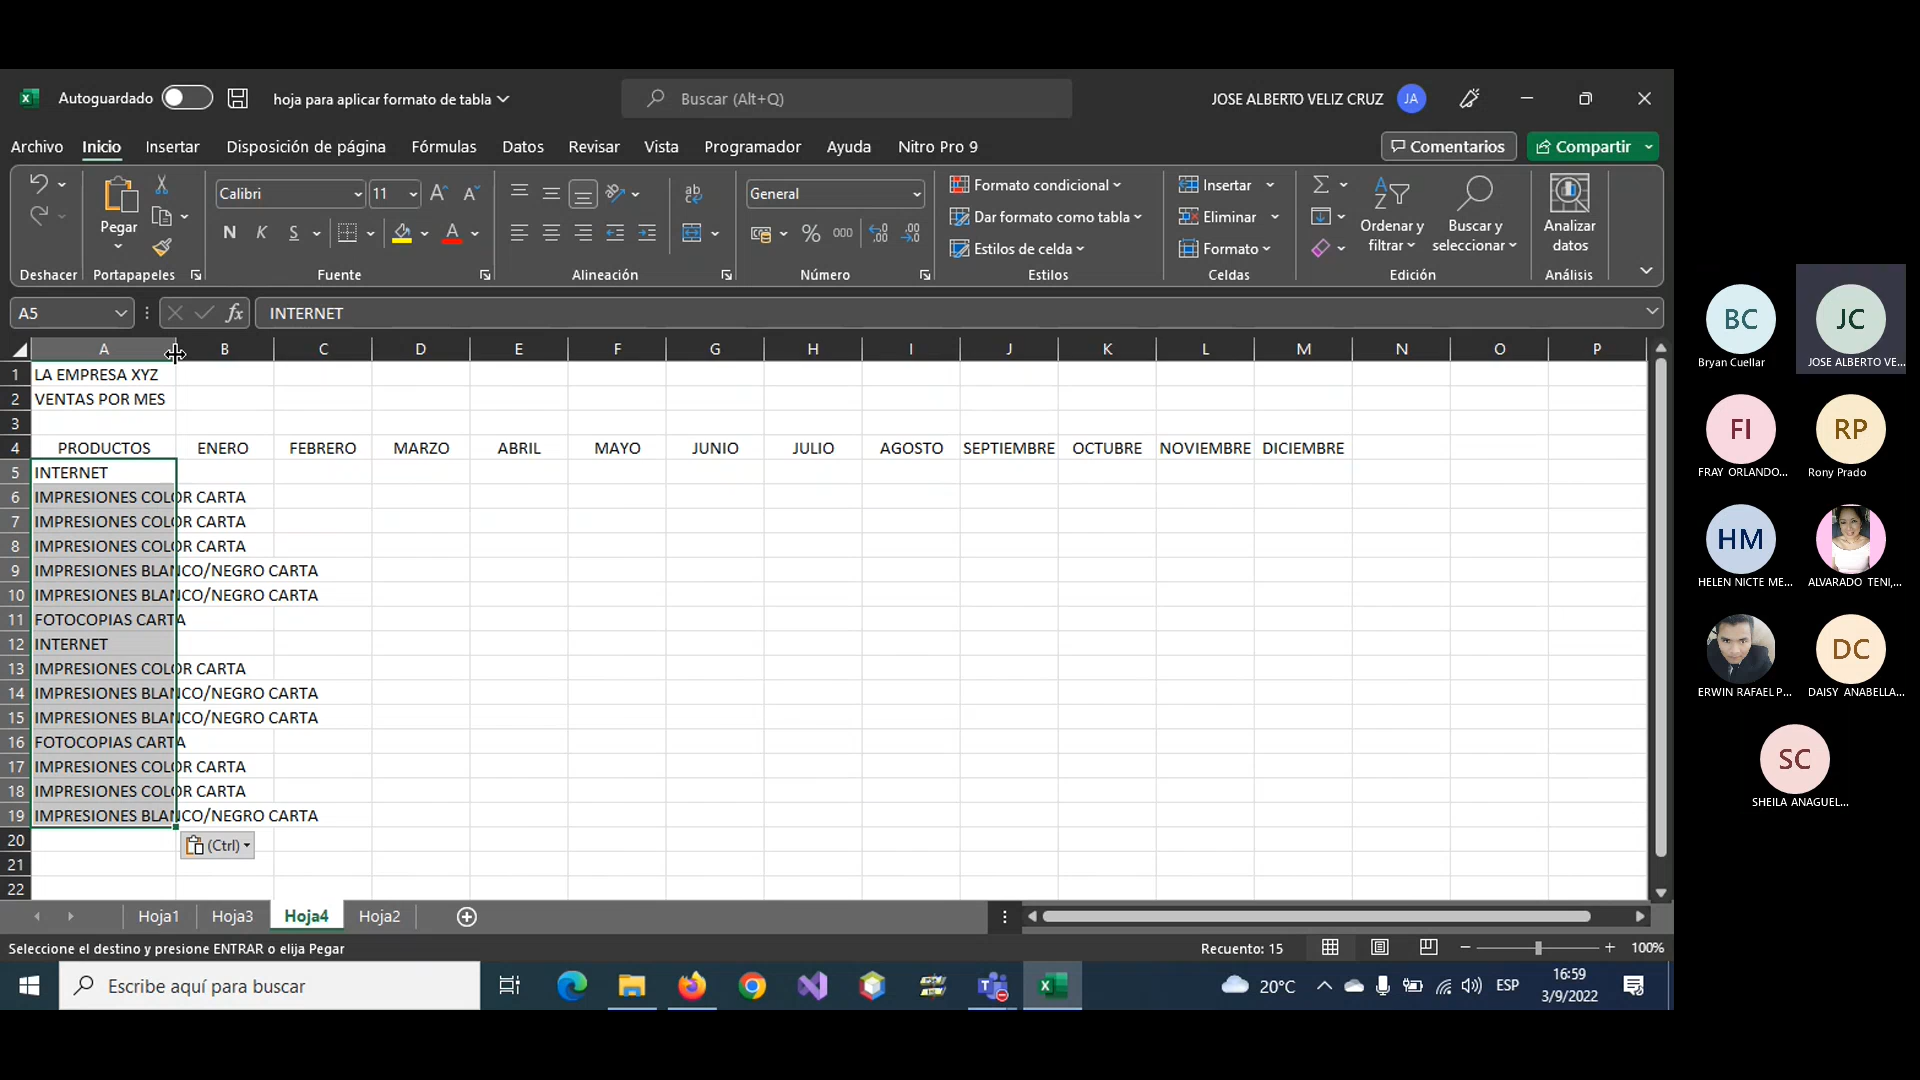 Autoguardado
hoja para aplicar formato de tabla
Buscar (Alt+Q)
JOSE ALBERTO VELIZ CRUZ
JA
Archivo Inicio Insertar Disposición de página Fórmulas Datos Revisar Vista Programador Ayuda Nitro Pro 9
Comentarios
Compartir
Pegar
Calibri 11
N K S
General
% 000
Formato condicional
Dar formato como tabla
Estilos de celda
Insertar
Eliminar
Formato
Ordenar y filtrar
Buscar y seleccionar
Analizar datos
Deshacer Portapapeles Fuente Alineación Número Estilos Celdas Edición Análisis
A5 fx INTERNET
A B C D E F G H I J K L M N O P
1 LA EMPRESA XYZ
2 VENTAS POR MES
3
4 PRODUCTOS ENERO FEBRERO MARZO ABRIL MAYO JUNIO JULIO AGOSTO SEPTIEMBRE OCTUBRE NOVIEMBRE DICIEMBRE
5 INTERNET
6 IMPRESIONES COLOR CARTA
7 IMPRESIONES COLOR CARTA
8 IMPRESIONES COLOR CARTA
9 IMPRESIONES BLANCO/NEGRO CARTA
10 IMPRESIONES BLANCO/NEGRO CARTA
11 FOTOCOPIAS CARTA
12 INTERNET
13 IMPRESIONES COLOR CARTA
14 IMPRESIONES BLANCO/NEGRO CARTA
15 IMPRESIONES BLANCO/NEGRO CARTA
16 FOTOCOPIAS CARTA
17 IMPRESIONES COLOR CARTA
18 IMPRESIONES COLOR CARTA
19 IMPRESIONES BLANCO/NEGRO CARTA
20
(Ctrl)
21
22
Hoja1 Hoja3 Hoja4 Hoja2
Seleccione el destino y presione ENTRAR o elija Pegar
Recuento: 15
100%
Escribe aquí para buscar
20°C
ESP
16:59
3/9/2022
BC
Bryan Cuellar
JC
JOSE ALBERTO VE...
FI
FRAY ORLANDO...
RP
Rony Prado
HM
HELEN NICTE ME...
ALVARADO TENI,...
ERWIN RAFAEL P...
DC
DAISY ANABELLA...
SC
SHEILA ANAGUEL...